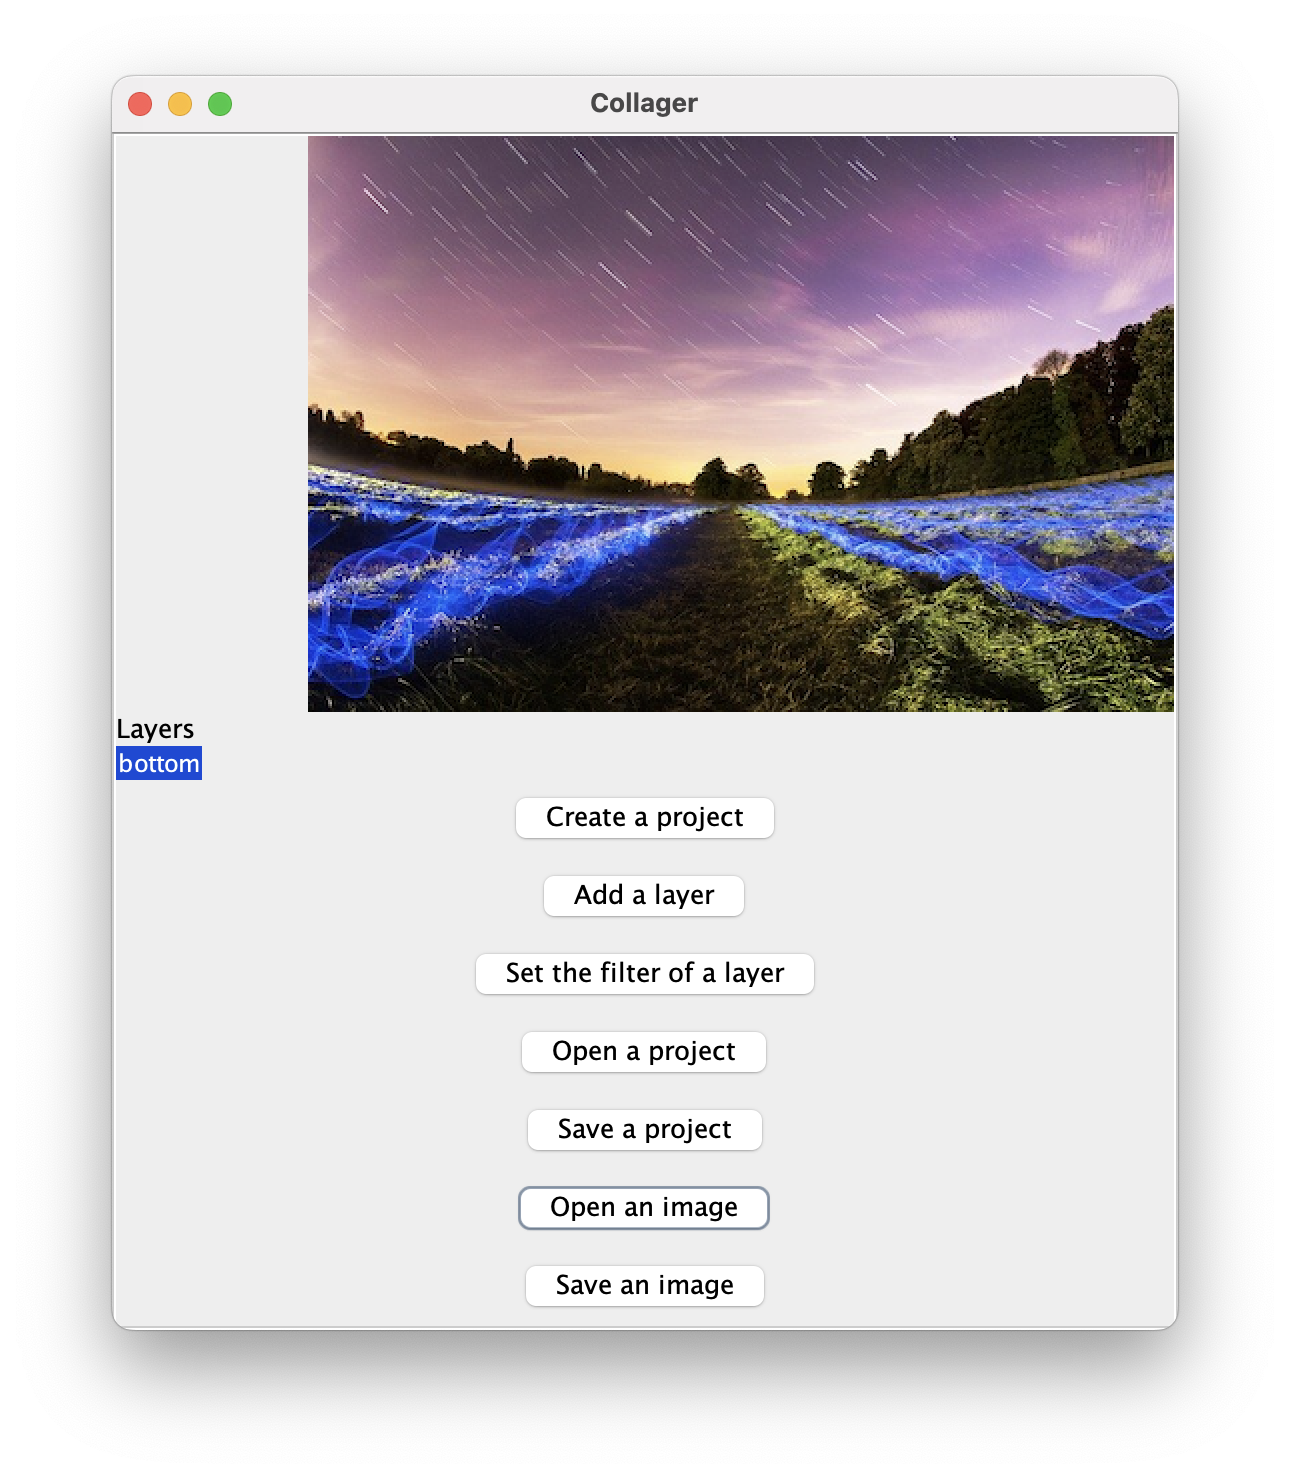 Collager
Layers
bottom
Create a project
Add a layer
Set the filter of a layer
Open a project
Save a project
Open an image
Save an image